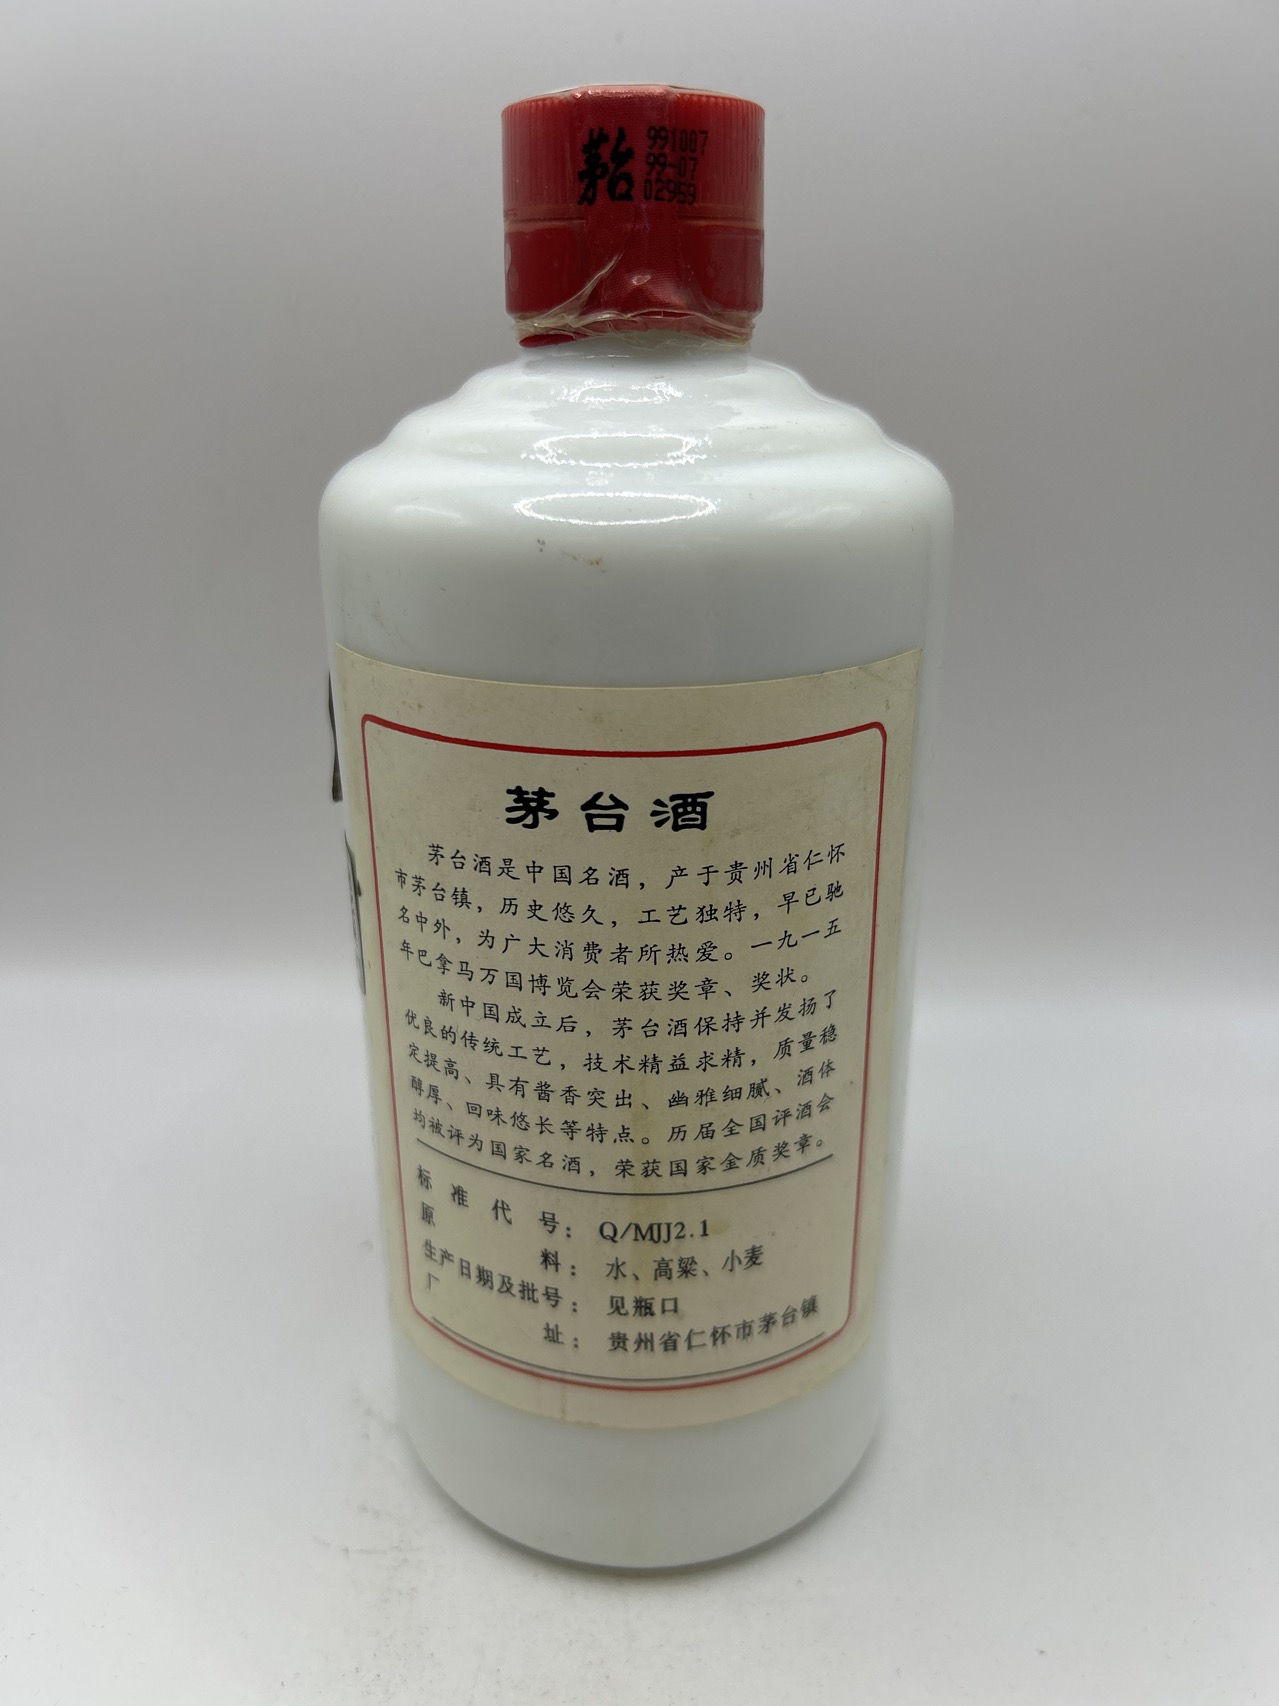 茅台
991007
99-07
02959
茅台酒
茅台酒是中国名酒，产于贵州省仁怀
市茅台镇，历史悠久，工艺独特，早已驰
名中外，为广大消费者所热爱。一九一五
年巴拿马万国博览会荣获奖章、奖状。
新中国成立后，茅台酒保持并发扬了
优良的传统工艺，技术精益求精，质量稳
定提高、具有酱香突出、幽雅细腻、酒体
醇厚、回味悠长等特点。历届全国评酒会
均被评为国家名酒，荣获国家金质奖章。
标准代号：Q/MJJ2.1
原料：水、高粱、小麦
生产日期及批号：见瓶口
厂址：贵州省仁怀市茅台镇